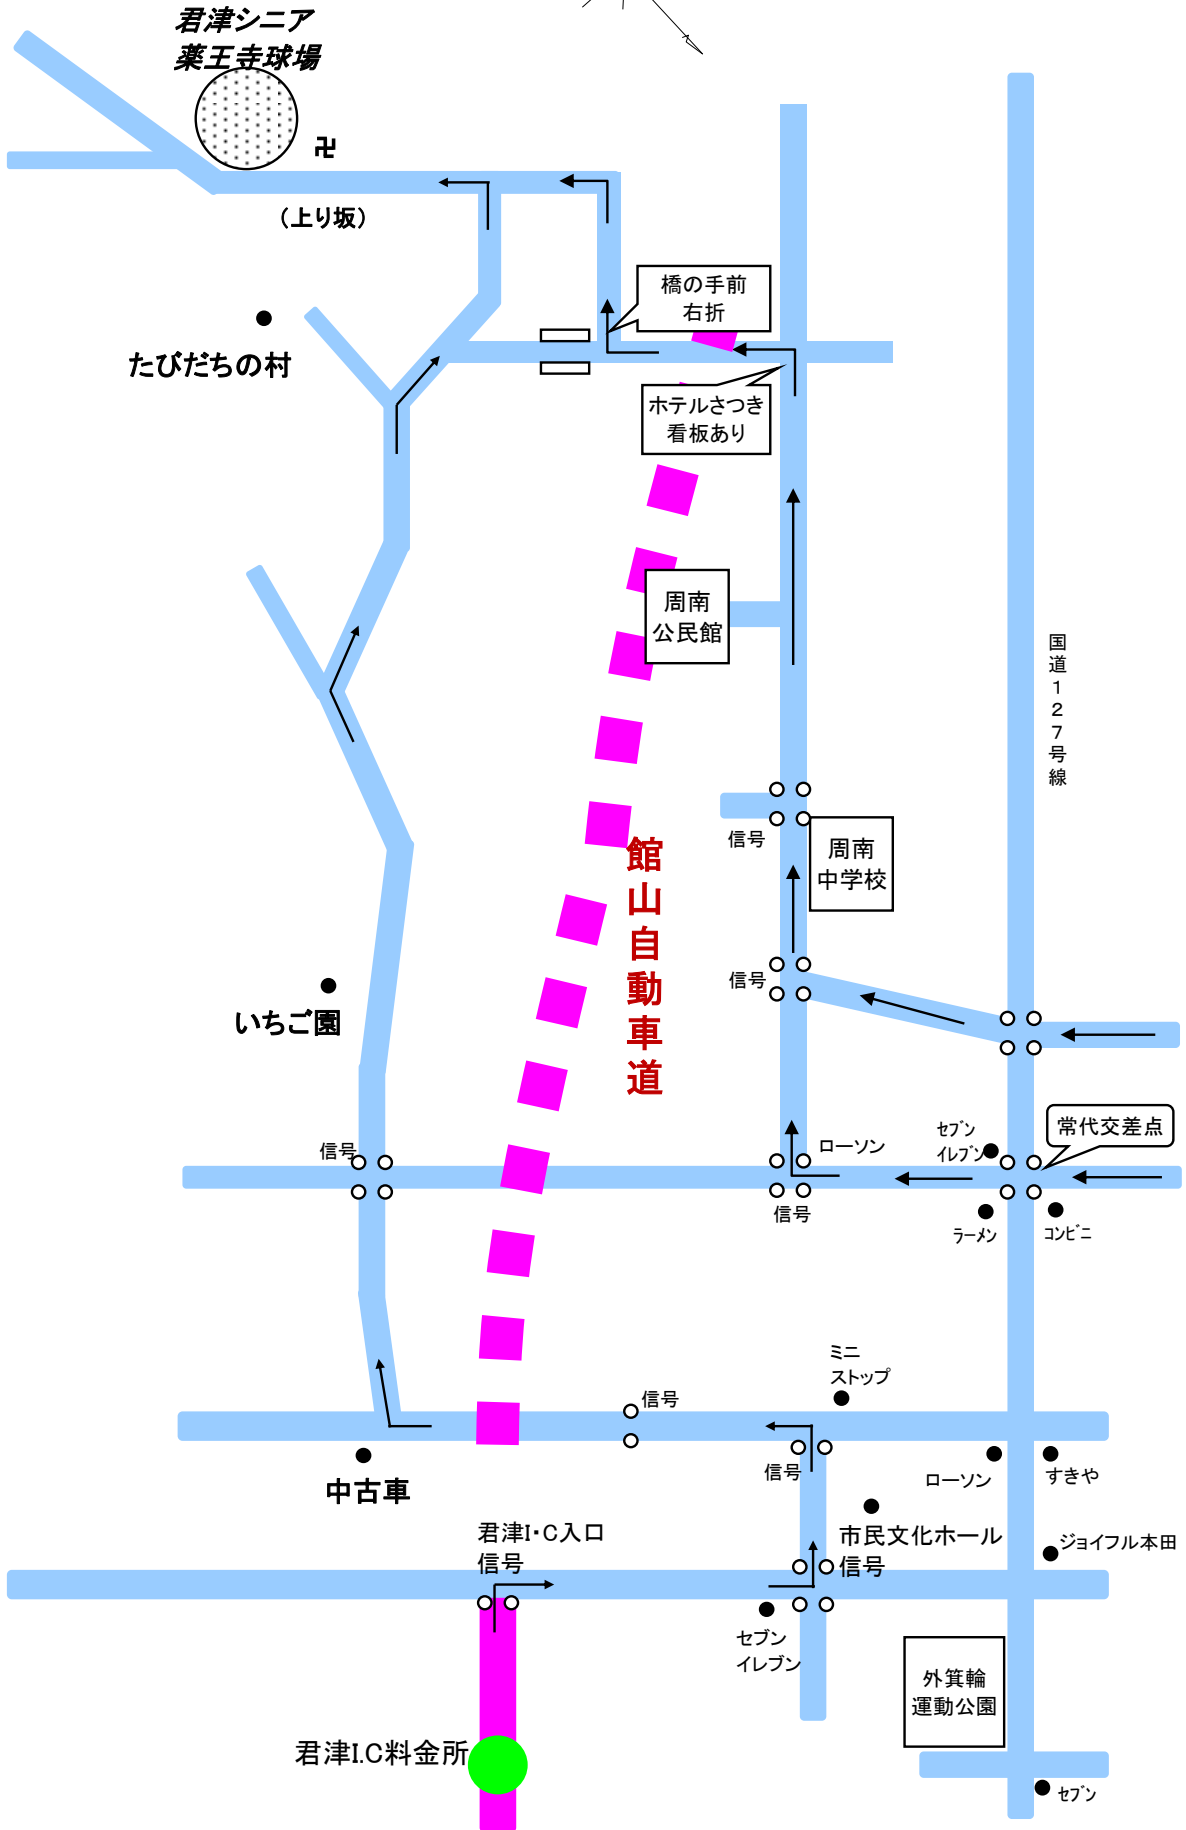 君津シニア
薬王寺球場
卍
（上り坂）
橋の手前
右折
たびだちの村
ホテルさつき
看板あり
周南
公民館
国道１２７号線
信号
周南
中学校
館山自動車道
信号
いちご園
常代交差点
セブン
イレブン
ローソン
信号
信号
ラーメン
コンビニ
ミニ
ストップ
信号
信号
ローソン
すきや
中古車
君津I・C入口
信号
市民文化ホール
信号
ジョイフル本田
セブン
イレブン
外箕輪
運動公園
君津I.C料金所
セブン